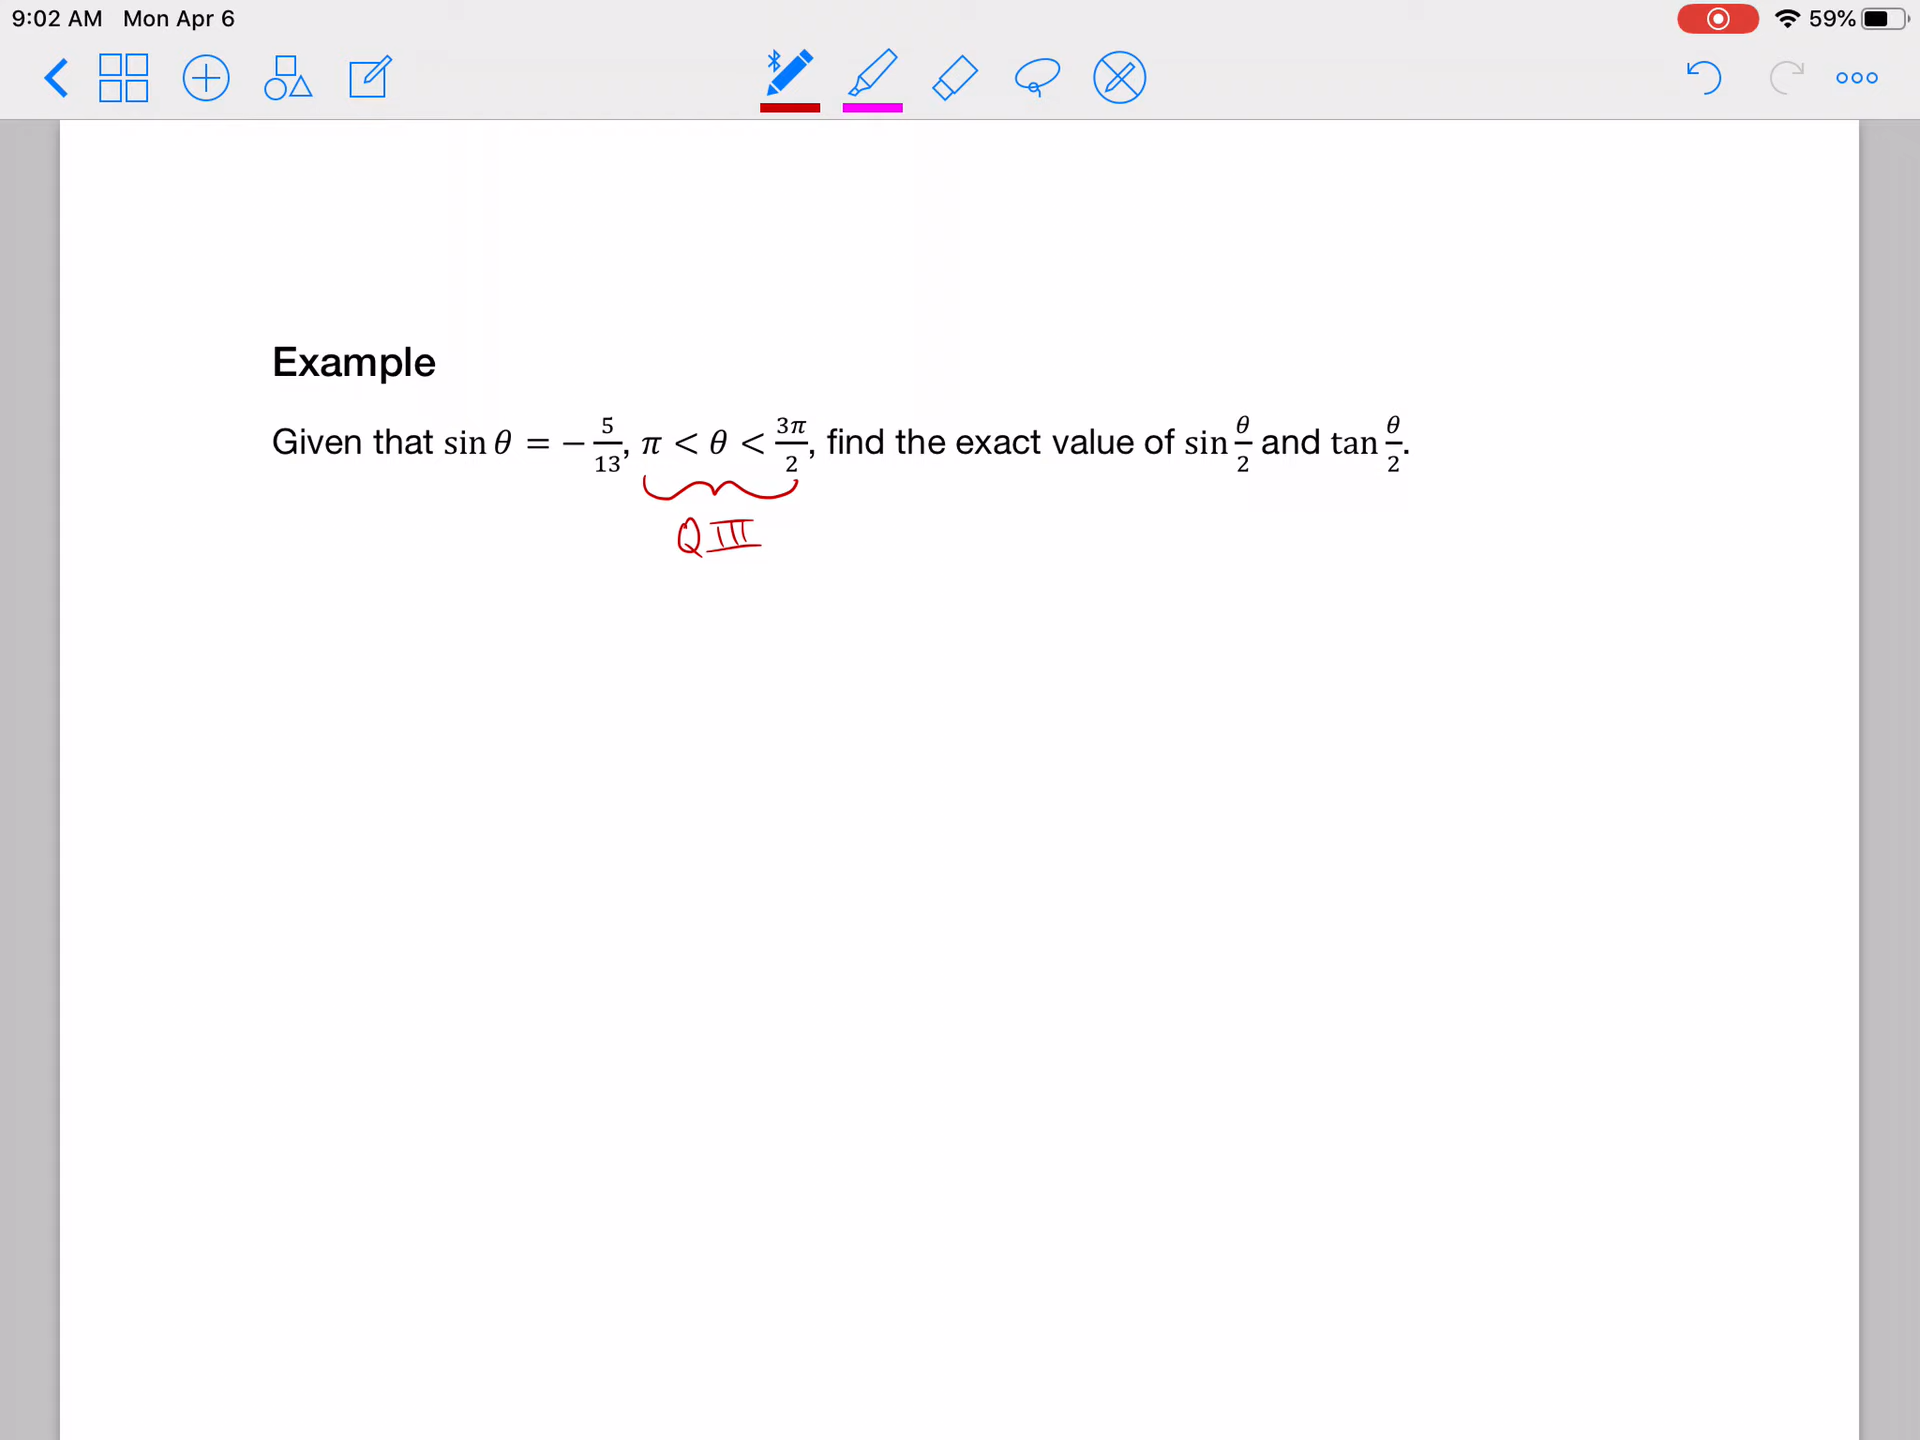 9:02 AM Mon Apr 6 59%
Example
Given that sin θ = −5/13, π < θ < 3π/2, find the exact value of sin θ/2 and tan θ/2.
Q III